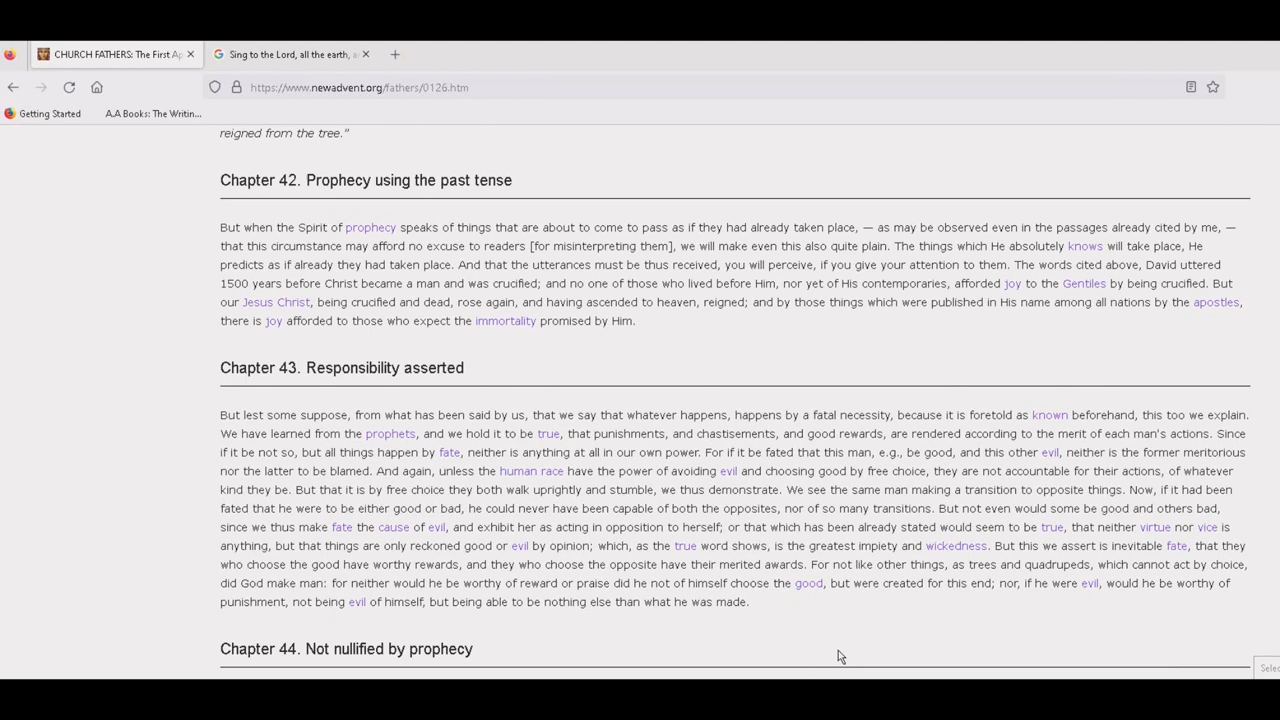 CHURCH FATHERS: The First Ap
Sing to the Lord, all the earth,
https://www.newadvent.org/fathers/0126.htm
Getting Started
A,A Books: The Writin...
reigned from the tree."
Chapter 42. Prophecy using the past tense
But when the Spirit of prophecy speaks of things that are about to come to pass as if they had already taken place, — as may be observed even in the passages already cited by me, —
that this circumstance may afford no excuse to readers [for misinterpreting them], we will make even this also quite plain. The things which He absolutely knows will take place, He
predicts as if already they had taken place. And that the utterances must be thus received, you will perceive, if you give your attention to them. The words cited above, David uttered
1500 years before Christ became a man and was crucified; and no one of those who lived before Him, nor yet of His contemporaries, afforded joy to the Gentiles by being crucified. But
our Jesus Christ, being crucified and dead, rose again, and having ascended to heaven, reigned; and by those things which were published in His name among all nations by the apostles,
there is joy afforded to those who expect the immortality promised by Him.
Chapter 43. Responsibility asserted
But lest some suppose, from what has been said by us, that we say that whatever happens, happens by a fatal necessity, because it is foretold as known beforehand, this too we explain.
We have learned from the prophets, and we hold it to be true, that punishments, and chastisements, and good rewards, are rendered according to the merit of each man's actions. Since
if it be not so, but all things happen by fate, neither is anything at all in our own power. For if it be fated that this man, e.g., be good, and this other evil, neither is the former meritorious
nor the latter to be blamed. And again, unless the human race have the power of avoiding evil and choosing good by free choice, they are not accountable for their actions, of whatever
kind they be. But that it is by free choice they both walk uprightly and stumble, we thus demonstrate. We see the same man making a transition to opposite things. Now, if it had been
fated that he were to be either good or bad, he could never have been capable of both the opposites, nor of so many transitions. But not even would some be good and others bad,
since we thus make fate the cause of evil, and exhibit her as acting in opposition to herself; or that which has been already stated would seem to be true, that neither virtue nor vice is
anything, but that things are only reckoned good or evil by opinion; which, as the true word shows, is the greatest impiety and wickedness. But this we assert is inevitable fate, that they
who choose the good have worthy rewards, and they who choose the opposite have their merited awards. For not like other things, as trees and quadrupeds, which cannot act by choice,
did God make man: for neither would he be worthy of reward or praise did he not of himself choose the good, but were created for this end; nor, if he were evil, would he be worthy of
punishment, not being evil of himself, but being able to be nothing else than what he was made.
Chapter 44. Not nullified by prophecy
Selec